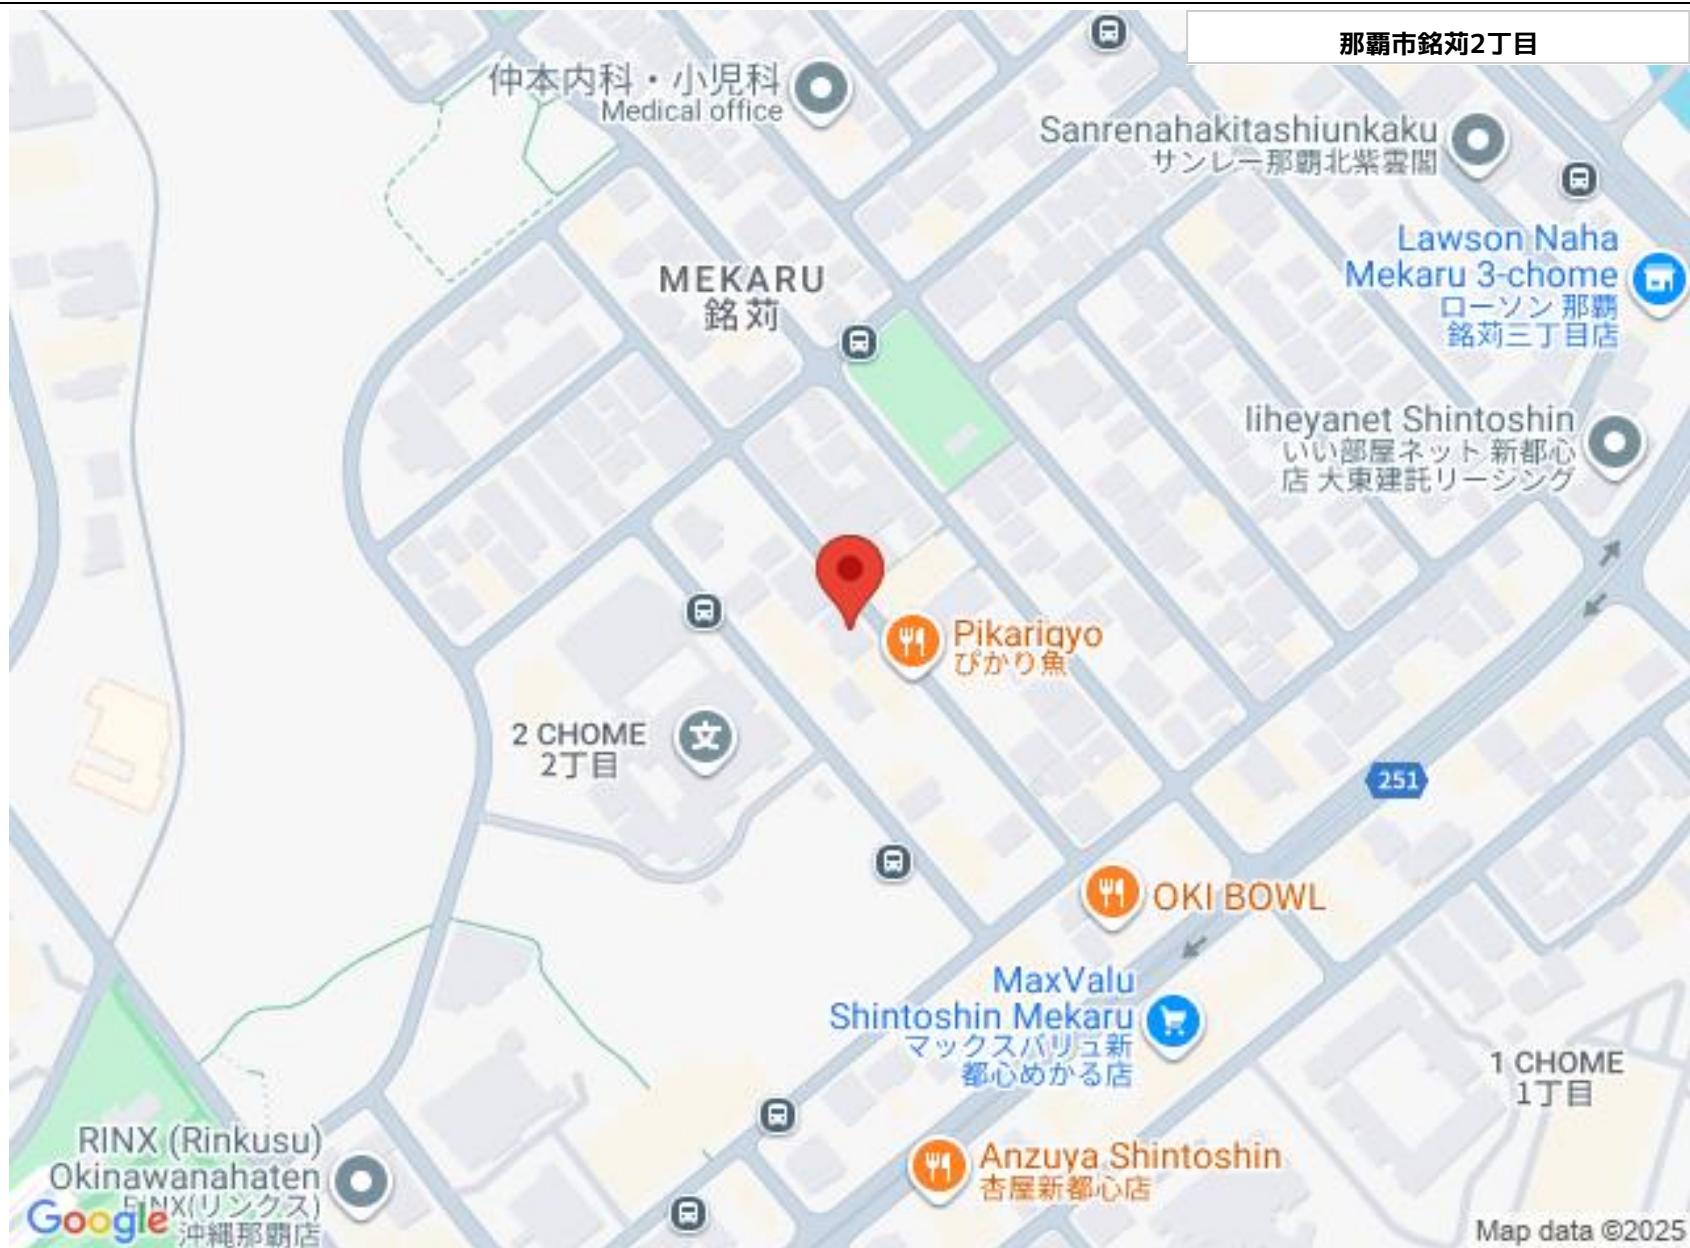 那覇市銘苅2丁目
仲本内科・小児科
Medical office
Sanrenahakitashiunkaku
サンレー那覇北紫雲閣
Lawson Naha
Mekaru 3-chome
ローソン 那覇
銘苅三丁目店
MEKARU
銘苅
Iiheyanet Shintoshin
いい部屋ネット 新都心
店 大東建託リーシング
Pikarigyo
ぴかり魚
2 CHOME
2丁目
文
251
OKI BOWL
MaxValu
Shintoshin Mekaru
マックスバリュ新
都心めかる店
1 CHOME
1丁目
RINX (Rinkusu)
Okinawanahaten
RINX(リンクス)
沖縄那覇店
Anzuya Shintoshin
杏屋新都心店
Google
Map data ©2025